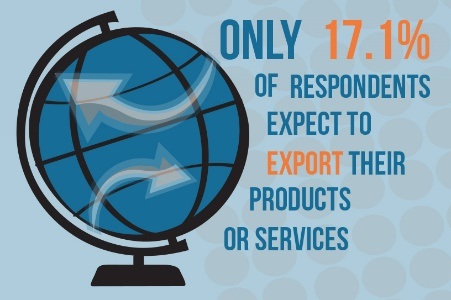 ONLY 17.1%
OF RESPONDENTS
EXPECT TO
EXPORT THEIR
PRODUCTS
OR SERVICES